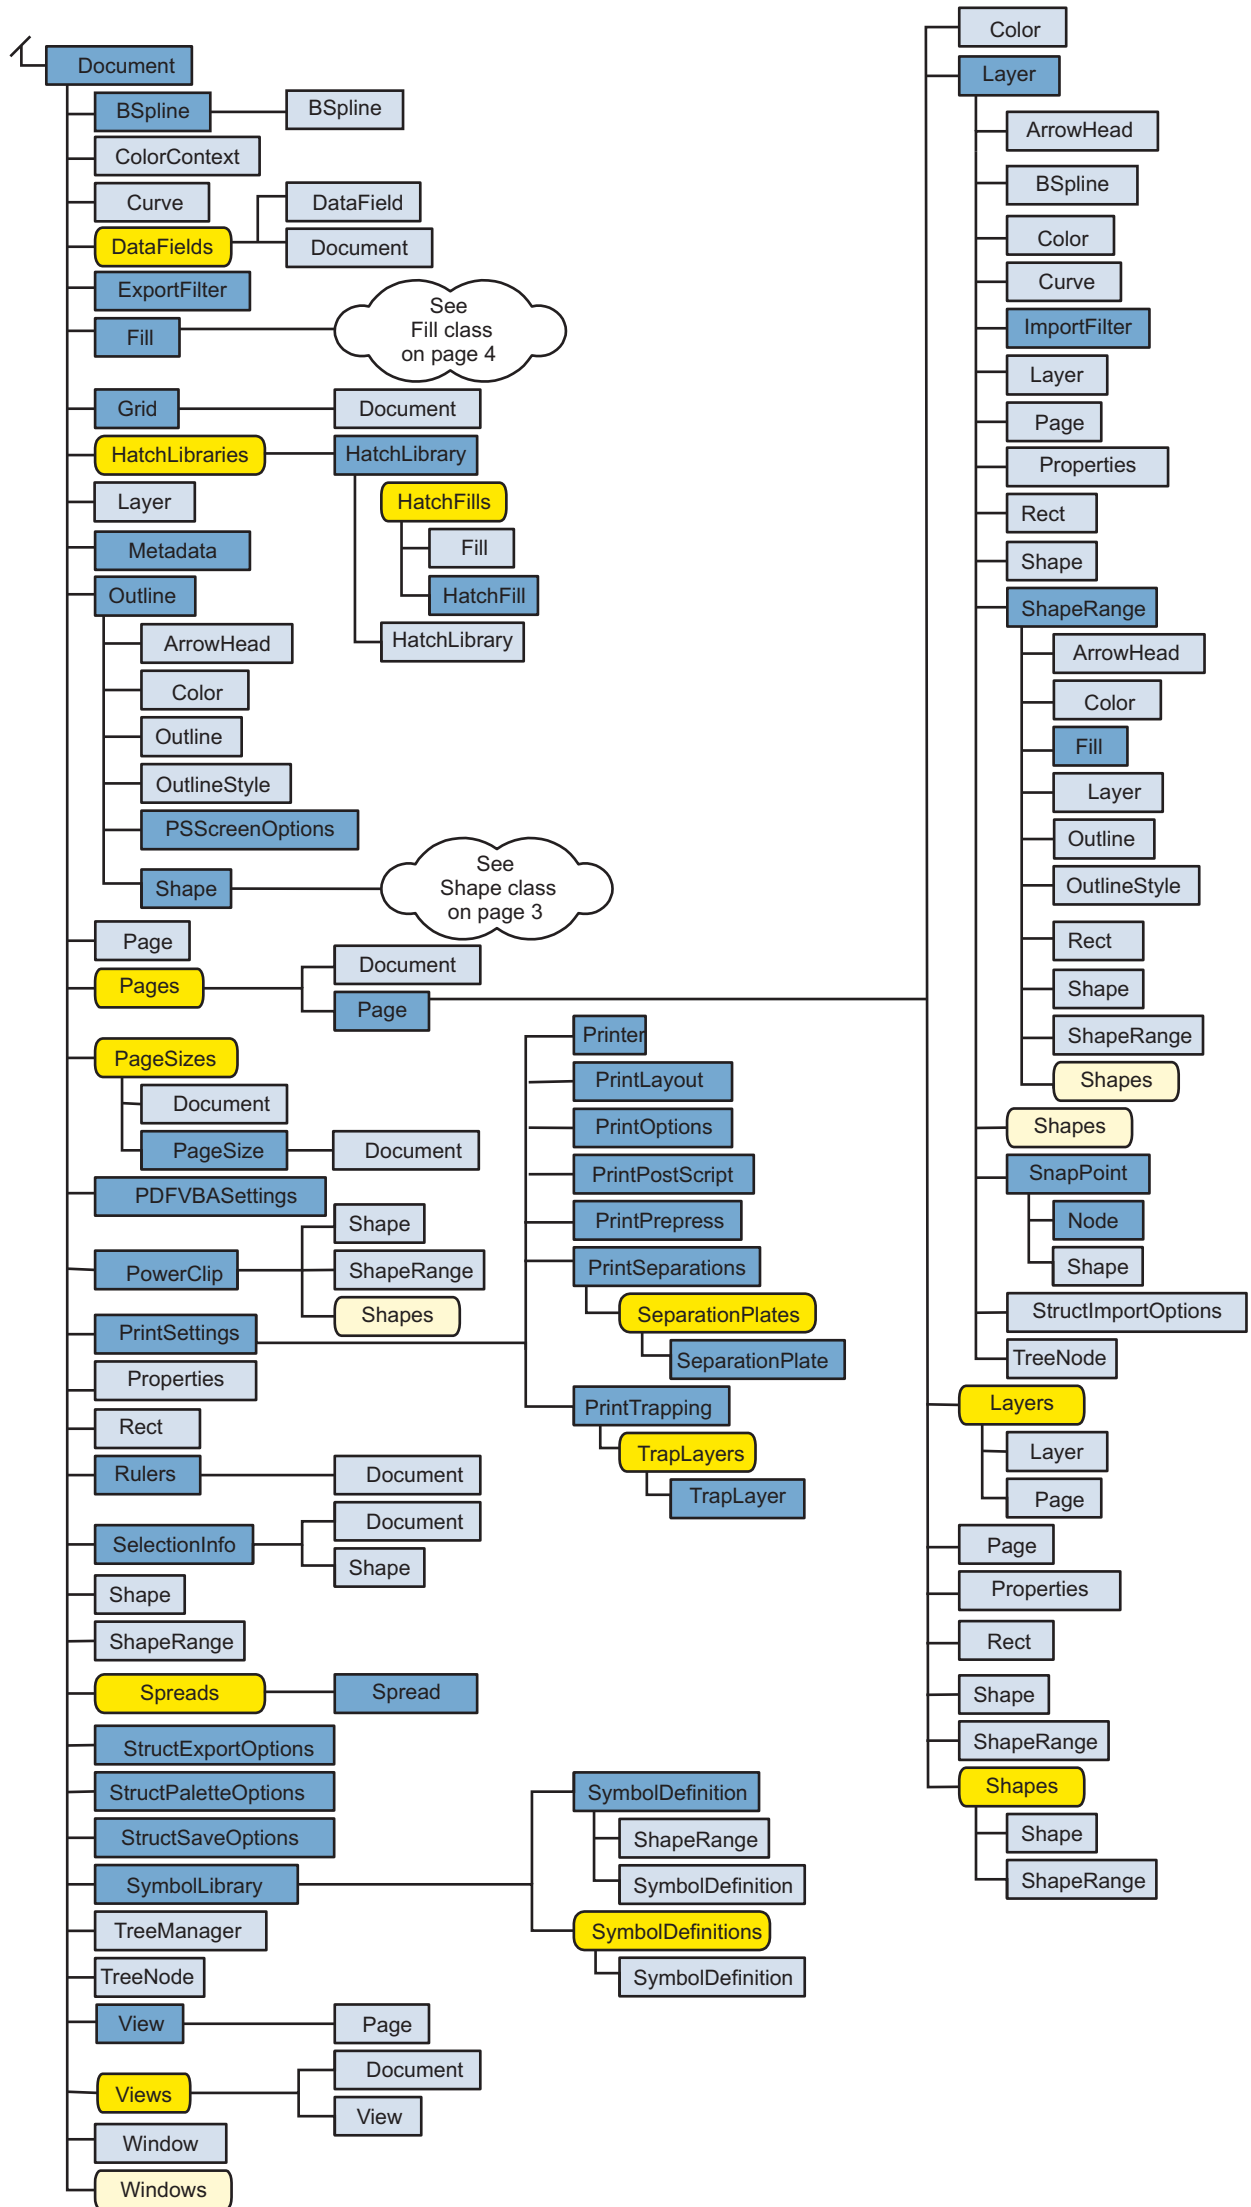 Document
BSpline
BSpline
ColorContext
Curve
DataFields
DataField
Document
ExportFilter
Fill
See
Fill class
on page 4
Grid
Document
HatchLibraries
HatchLibrary
HatchFills
Fill
HatchFill
HatchLibrary
Layer
Metadata
Outline
ArrowHead
Color
Outline
OutlineStyle
PSScreenOptions
Shape
See
Shape class
on page 3
Page
Pages
Document
Page
PageSizes
Document
PageSize
Document
PDFVBASettings
PowerClip
Shape
ShapeRange
Shapes
PrintSettings
Printer
PrintLayout
PrintOptions
PrintPostScript
PrintPrepress
PrintSeparations
SeparationPlates
SeparationPlate
PrintTrapping
TrapLayers
TrapLayer
Properties
Rect
Rulers
Document
SelectionInfo
Document
Shape
Shape
ShapeRange
Spreads
Spread
StructExportOptions
StructPaletteOptions
StructSaveOptions
SymbolLibrary
SymbolDefinition
ShapeRange
SymbolDefinition
SymbolDefinitions
SymbolDefinition
TreeManager
TreeNode
View
Page
Views
Document
View
Window
Windows
Color
Layer
ArrowHead
BSpline
Color
Curve
ImportFilter
Layer
Page
Properties
Rect
Shape
ShapeRange
ArrowHead
Color
Fill
Layer
Outline
OutlineStyle
Rect
Shape
ShapeRange
Shapes
Shapes
SnapPoint
Node
Shape
StructImportOptions
TreeNode
Layers
Layer
Page
Page
Properties
Rect
Shape
ShapeRange
Shapes
Shape
ShapeRange